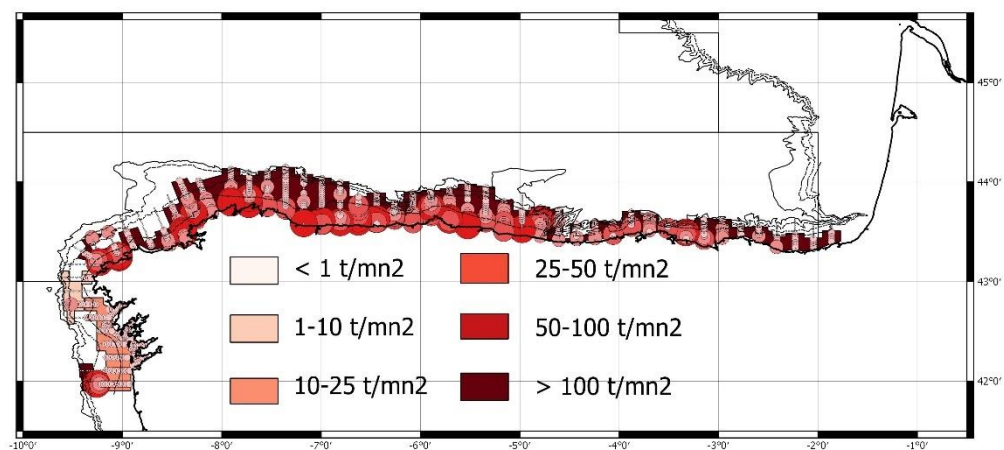 45°0'
44°0'
43°0'
42°0'
< 1 t/mn2
25-50 t/mn2
1-10 t/mn2
50-100 t/mn2
10-25 t/mn2
> 100 t/mn2
-10°0' -9°0' -8°0' -7°0' -6°0' -5°0' -4°0' -3°0' -2°0' -1°0'